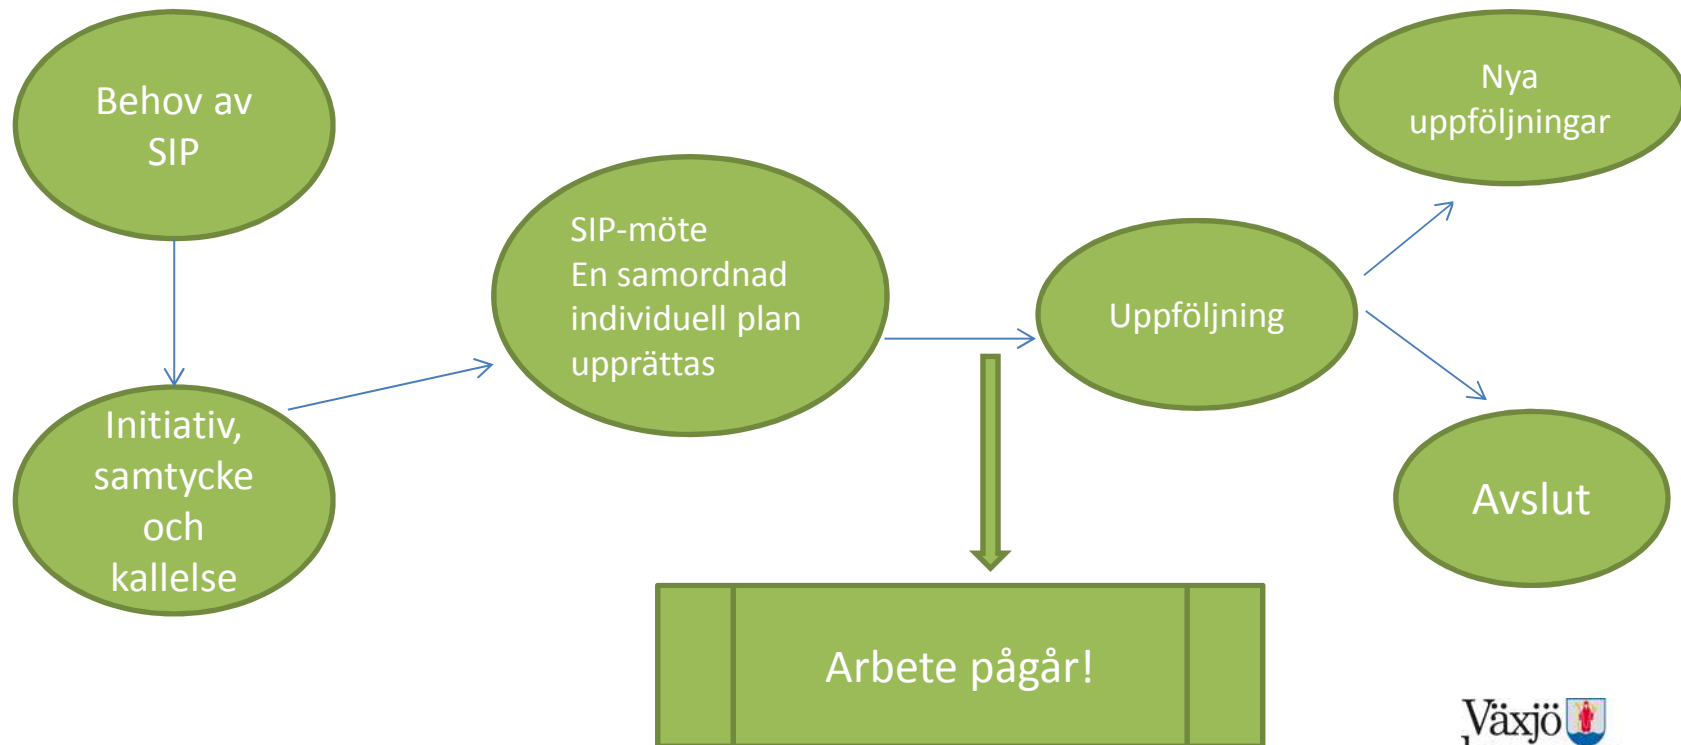 Behov av
SIP
Initiativ,
samtycke
och
kallelse
SIP-möte
En samordnad
individuell plan
upprättas
Uppföljning
Nya
uppföljningar
Avslut
Arbete pågår!
Växjö